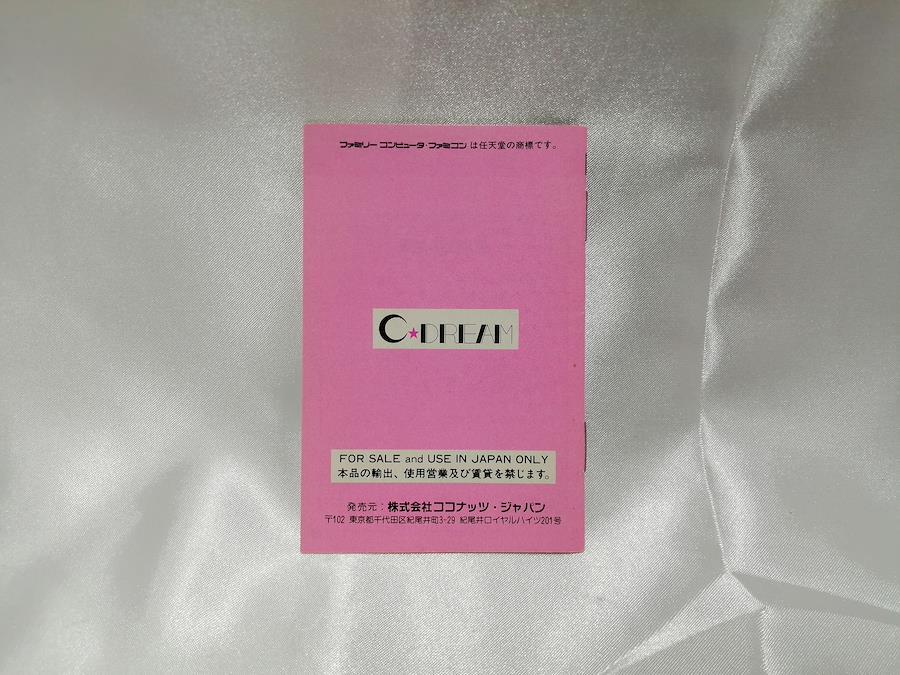 ファミリー コンピュータ・ファミコン は任天堂の商標です。
C★DREAM
FOR SALE and USE IN JAPAN ONLY
本品の輸出、使用営業及び賃貸を禁じます。
発売元：株式会社ココナッツ・ジャパン
〒102 東京都千代田区紀尾井町3-29 紀尾井ロイヤルハイツ201号